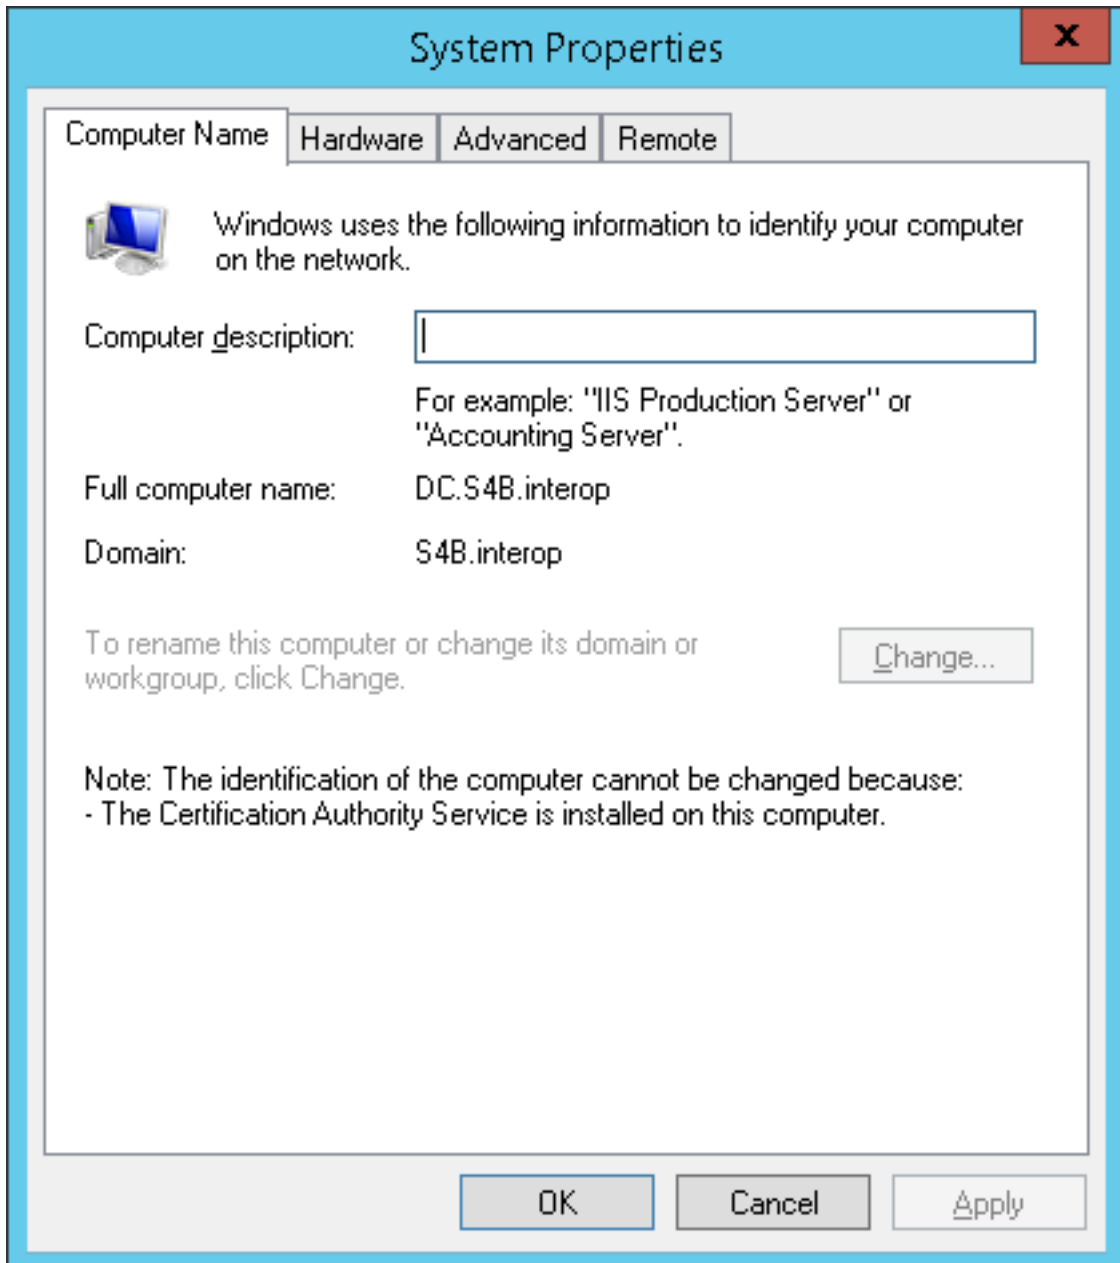 System Properties
x
Computer Name
Hardware
Advanced
Remote
Windows uses the following information to identify your computer
on the network.
Computer description:
For example: "IIS Production Server" or
"Accounting Server".
Full computer name:
DC.S4B.interop
Domain:
S4B.interop
To rename this computer or change its domain or
workgroup, click Change.
Change...
Note: The identification of the computer cannot be changed because:
- The Certification Authority Service is installed on this computer.
OK
Cancel
Apply